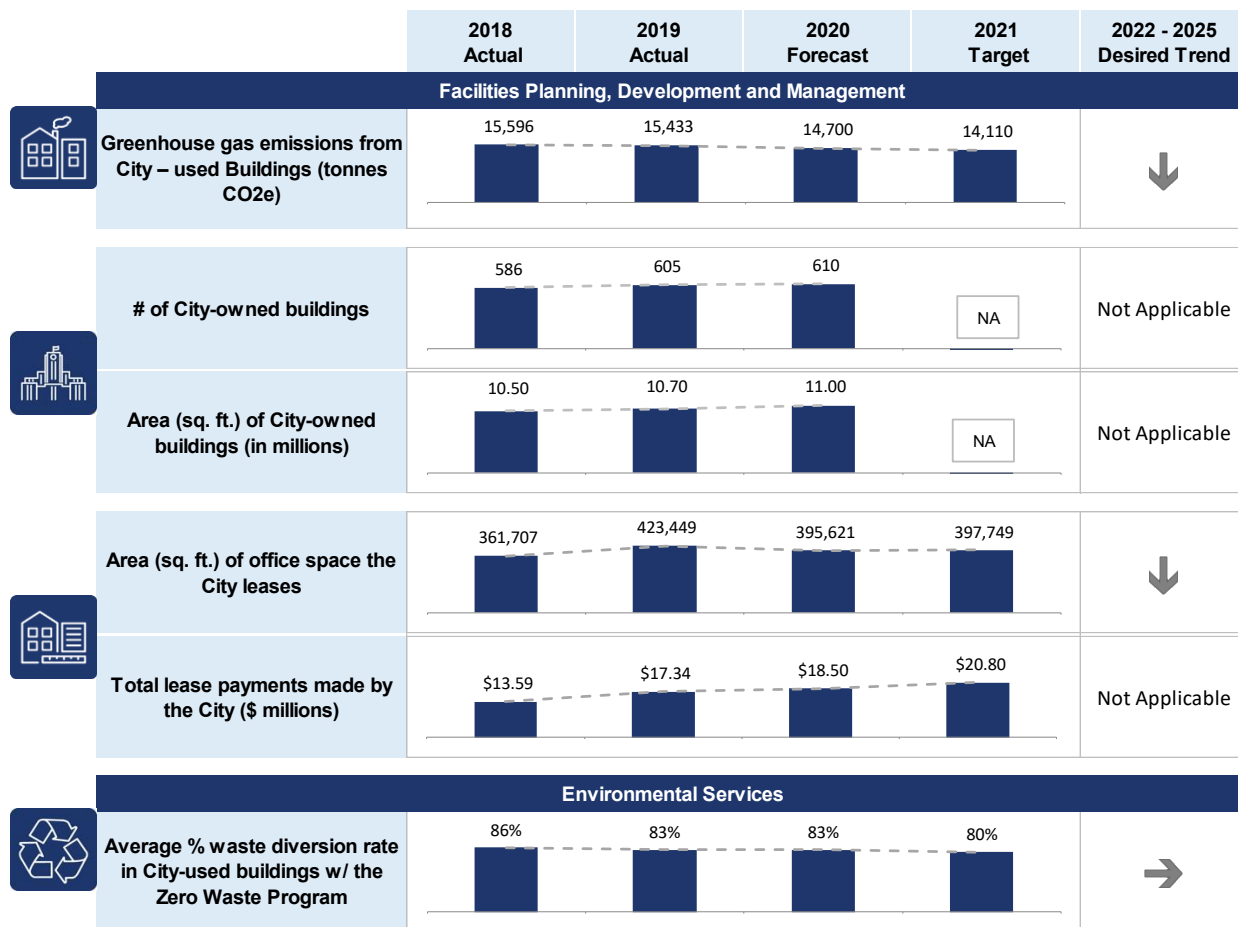 2018
Actual
2019
Actual
2020
Forecast
2021
Target
2022 - 2025
Desired Trend
Facilities Planning, Development and Management
Greenhouse gas emissions from
City – used Buildings (tonnes
CO2e)
15,596
15,433
14,700
14,110
# of City-owned buildings
586
605
610
NA
Not Applicable
Area (sq. ft.) of City-owned
buildings (in millions)
10.50
10.70
11.00
NA
Not Applicable
Area (sq. ft.) of office space the
City leases
361,707
423,449
395,621
397,749
Total lease payments made by
the City ($ millions)
$13.59
$17.34
$18.50
$20.80
Not Applicable
Environmental Services
Average % waste diversion rate
in City-used buildings w/ the
Zero Waste Program
86%
83%
83%
80%